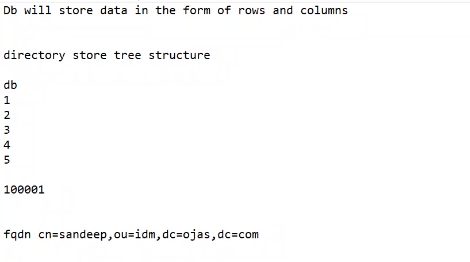 Db will store data in the form of rows and columns
directory store tree structure
db
1
2
3
4
5
100001
fqdn cn=sandeep,ou=idm,dc=ojas,dc=com